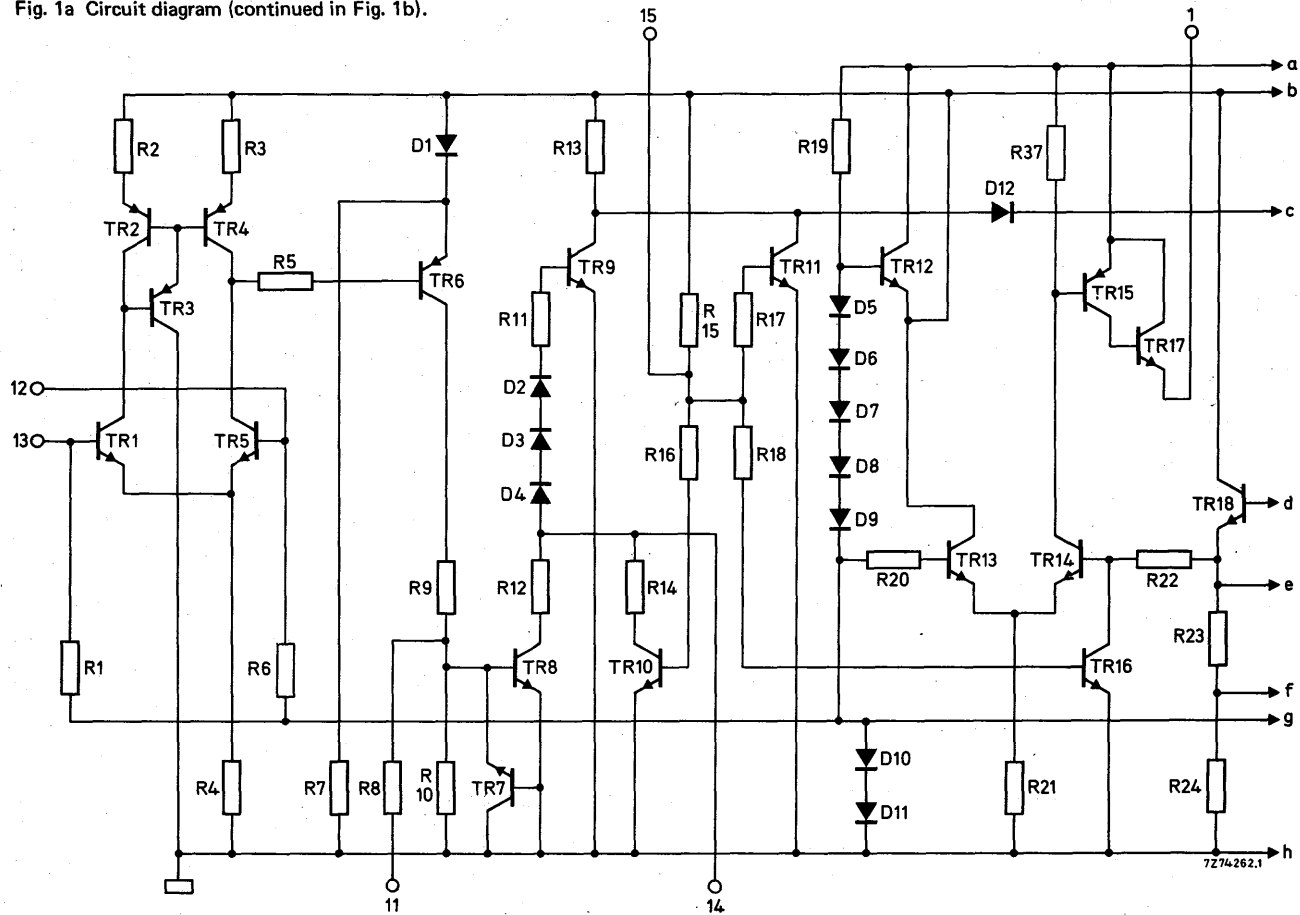 Fig. 1a Circuit diagram (continued in Fig. 1b).
15
1
a
b
R2
R3
D1
R13
R19
R37
D12
c
TR2
TR4
R5
TR6
TR9
TR11
TR12
TR15
TR3
R11
R
15
R17
D5
D6
TR17
12
D2
D7
13
TR1
TR5
D3
R16
R18
D8
D4
D9
TR18
d
R9
R12
R14
R20
TR13
TR14
R22
e
R23
R1
R6
TR8
TR10
TR16
f
g
R4
R7
R8
R
10
TR7
D10
D11
R21
R24
h
7Z74262.1
11
14